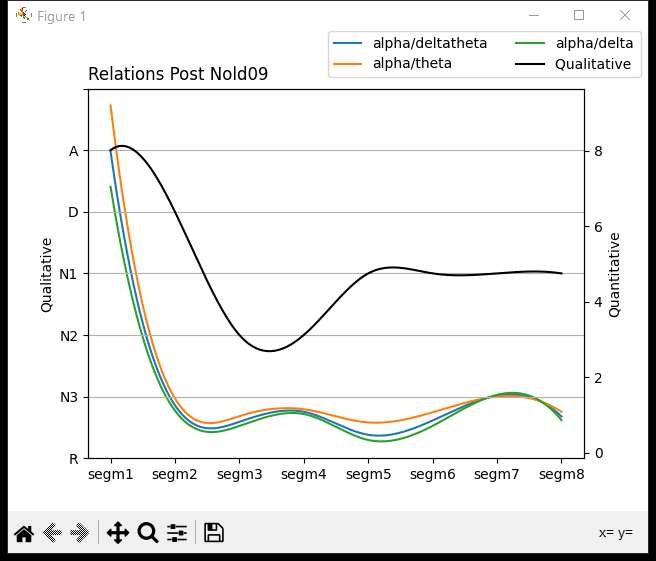 Figure 1
alpha/deltatheta
alpha/delta
alpha/theta
Qualitative
Relations Post Nold09
A
D
N1
N2
N3
R
Qualitative
8
6
4
2
0
Quantitative
segm1 segm2 segm3 segm4 segm5 segm6 segm7 segm8
x= y=